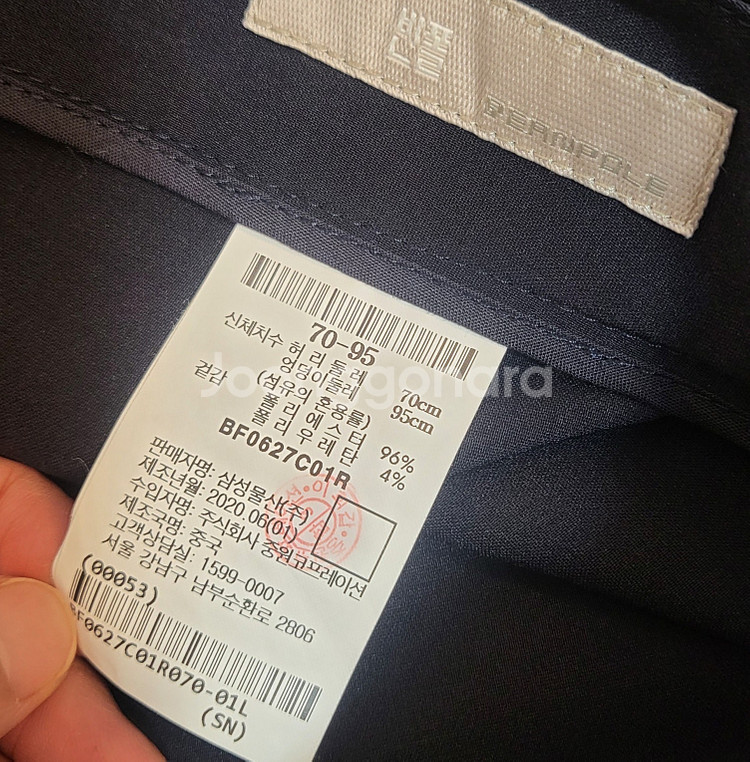 빈폴
BEANPOLE
70-95
신체치수 허리둘레 70cm
엉덩이둘레 95cm
겉감 (섬유의 혼용률)
폴리에스터 96%
폴리우레탄 4%
BF0627C01R
판매자명: 삼성물산(주)
제조년월: 2020.06(01)
수입자명: 주식회사 중원코프레이션
제조국명: 중국
고객상담실: 1599-0007
서울 강남구 남부순환로 2806
(00053)
BF0627C01R070-01L
(SN)
Joonggonara